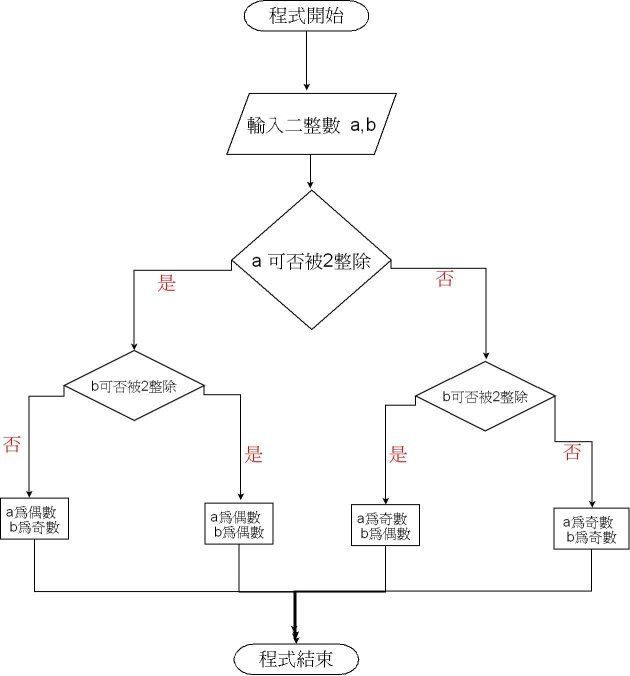 程式開始
輸入二整數 a,b
a 可否被2整除
是
否
b可否被2整除
b可否被2整除
否
是
是
否
a爲偶數
b爲奇數
a爲偶數
b爲偶數
a爲奇數
b爲偶數
a爲奇數
b爲奇數
程式結束